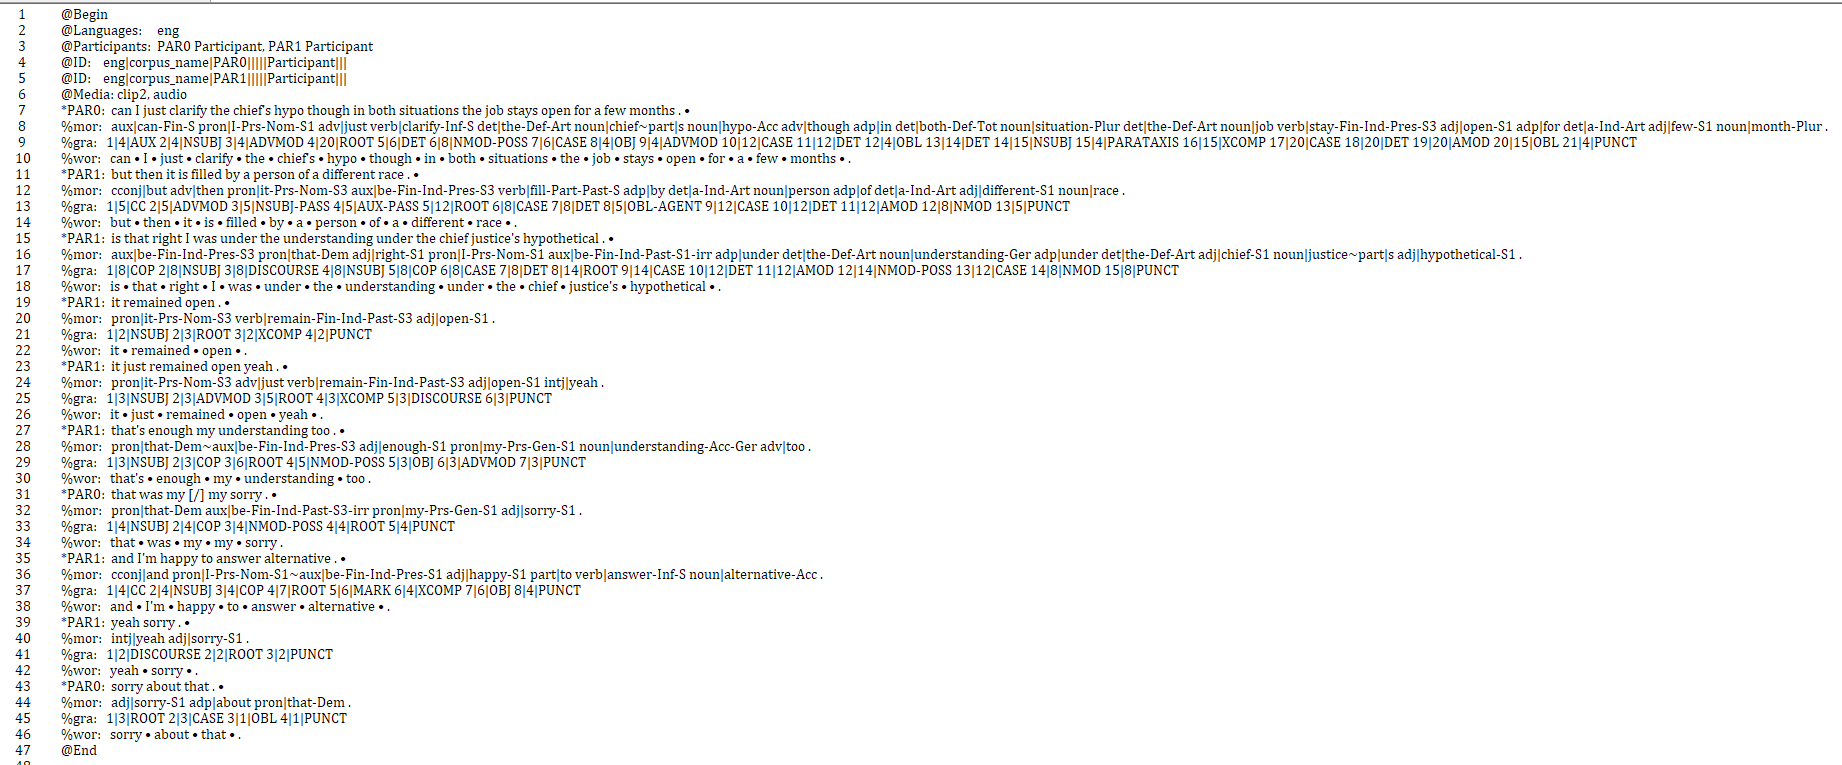 1 @Begin
2 @Languages: eng
3 @Participants: PAR0 Participant, PAR1 Participant
4 @ID: eng|corpus_name|PAR0|||||Participant|||
5 @ID: eng|corpus_name|PAR1|||||Participant|||
6 @Media: clip2, audio
7 *PAR0: can I just clarify the chief's hypo though in both situations the job stays open for a few months . •
8 %mor: aux|can-Fin-S pron|I-Prs-Nom-S1 adv|just verb|clarify-Inf-S det|the-Def-Art noun|chief~part|s noun|hypo-Acc adv|though adp|in det|both-Def-Tot noun|situation-Plur det|the-Def-Art noun|job verb|stay-Fin-Ind-Pres-S3 adj|open-S1 adp|for det|a-Ind-Art adj|few-S1 noun|month-Plur .
9 %gra: 1|4|AUX 2|4|NSUBJ 3|4|ADVMOD 4|20|ROOT 5|6|DET 6|8|NMOD-POSS 7|6|CASE 8|4|OBJ 9|4|ADVMOD 10|12|CASE 11|12|DET 12|4|OBL 13|14|DET 14|15|NSUBJ 15|4|PARATAXIS 16|15|XCOMP 17|20|CASE 18|20|DET 19|20|AMOD 20|15|OBL 21|4|PUNCT
10 %wor: can • I • just • clarify • the • chief's • hypo • though • in • both • situations • the • job • stays • open • for • a • few • months • .
11 *PAR1: but then it is filled by a person of a different race . •
12 %mor: cconj|but adv|then pron|it-Prs-Nom-S3 aux|be-Fin-Ind-Pres-S3 verb|fill-Part-Past-S adp|by det|a-Ind-Art noun|person adp|of det|a-Ind-Art adj|different-S1 noun|race .
13 %gra: 1|5|CC 2|5|ADVMOD 3|5|NSUBJ-PASS 4|5|AUX-PASS 5|12|ROOT 6|8|CASE 7|8|DET 8|5|OBL-AGENT 9|12|CASE 10|12|DET 11|12|AMOD 12|8|NMOD 13|5|PUNCT
14 %wor: but • then • it • is • filled • by • a • person • of • a • different • race • .
15 *PAR1: is that right I was under the understanding under the chief justice's hypothetical . •
16 %mor: aux|be-Fin-Ind-Pres-S3 pron|that-Dem adj|right-S1 pron|I-Prs-Nom-S1 aux|be-Fin-Ind-Past-S1-irr adp|under det|the-Def-Art noun|understanding-Ger adp|under det|the-Def-Art adj|chief-S1 noun|justice~part|s adj|hypothetical-S1 .
17 %gra: 1|8|COP 2|8|NSUBJ 3|8|DISCOURSE 4|8|NSUBJ 5|8|COP 6|8|CASE 7|8|DET 8|14|ROOT 9|14|CASE 10|12|DET 11|12|AMOD 12|14|NMOD-POSS 13|12|CASE 14|8|NMOD 15|8|PUNCT
18 %wor: is • that • right • I • was • under • the • understanding • under • the • chief • justice's • hypothetical • .
19 *PAR1: it remained open . •
20 %mor: pron|it-Prs-Nom-S3 verb|remain-Fin-Ind-Past-S3 adj|open-S1 .
21 %gra: 1|2|NSUBJ 2|3|ROOT 3|2|XCOMP 4|2|PUNCT
22 %wor: it • remained • open • .
23 *PAR1: it just remained open yeah . •
24 %mor: pron|it-Prs-Nom-S3 adv|just verb|remain-Fin-Ind-Past-S3 adj|open-S1 intj|yeah .
25 %gra: 1|3|NSUBJ 2|3|ADVMOD 3|5|ROOT 4|3|XCOMP 5|3|DISCOURSE 6|3|PUNCT
26 %wor: it • just • remained • open • yeah • .
27 *PAR1: that's enough my understanding too . •
28 %mor: pron|that-Dem~aux|be-Fin-Ind-Pres-S3 adj|enough-S1 pron|my-Prs-Gen-S1 noun|understanding-Acc-Ger adv|too .
29 %gra: 1|3|NSUBJ 2|3|COP 3|6|ROOT 4|5|NMOD-POSS 5|3|OBJ 6|3|ADVMOD 7|3|PUNCT
30 %wor: that's • enough • my • understanding • too .
31 *PAR0: that was my [/] my sorry . •
32 %mor: pron|that-Dem aux|be-Fin-Ind-Past-S3-irr pron|my-Prs-Gen-S1 adj|sorry-S1 .
33 %gra: 1|4|NSUBJ 2|4|COP 3|4|NMOD-POSS 4|4|ROOT 5|4|PUNCT
34 %wor: that • was • my • my • sorry .
35 *PAR1: and I'm happy to answer alternative . •
36 %mor: cconj|and pron|I-Prs-Nom-S1~aux|be-Fin-Ind-Pres-S1 adj|happy-S1 part|to verb|answer-Inf-S noun|alternative-Acc .
37 %gra: 1|4|CC 2|4|NSUBJ 3|4|COP 4|7|ROOT 5|6|MARK 6|4|XCOMP 7|6|OBJ 8|4|PUNCT
38 %wor: and • I'm • happy • to • answer • alternative • .
39 *PAR1: yeah sorry . •
40 %mor: intj|yeah adj|sorry-S1 .
41 %gra: 1|2|DISCOURSE 2|2|ROOT 3|2|PUNCT
42 %wor: yeah • sorry • .
43 *PAR0: sorry about that . •
44 %mor: adj|sorry-S1 adp|about pron|that-Dem .
45 %gra: 1|3|ROOT 2|3|CASE 3|1|OBL 4|1|PUNCT
46 %wor: sorry • about • that • .
47 @End
48